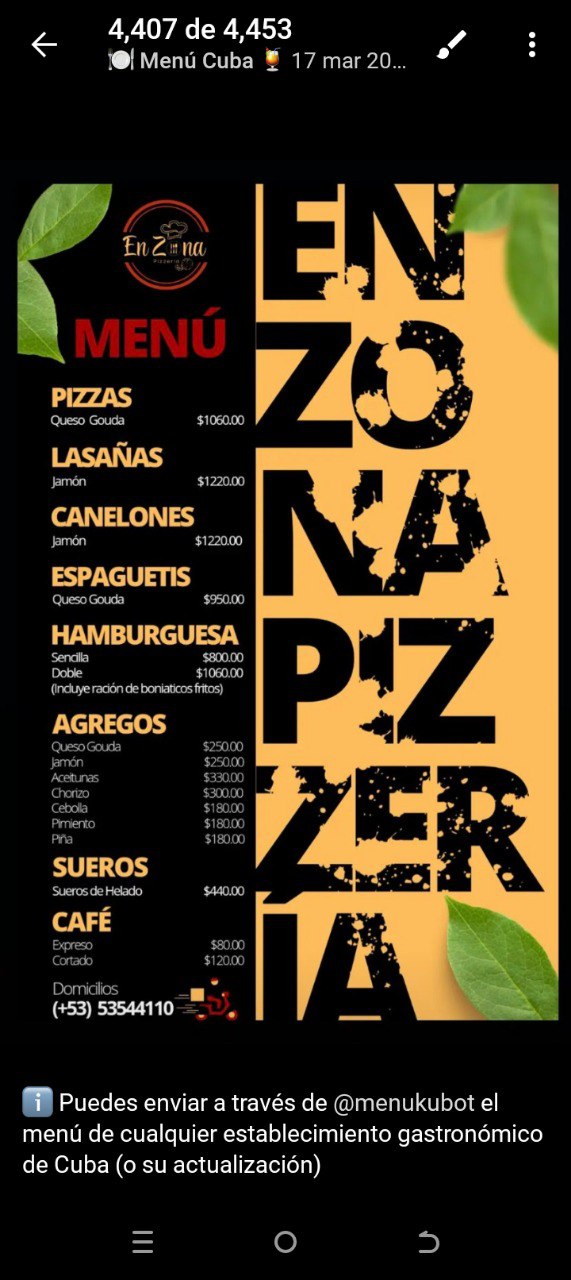 4,407 de 4,453
🍽️ Menú Cuba 🍹 17 mar 20...
En Zona
Pizzería
MENÚ
PIZZAS
Queso Gouda $1060.00
LASAÑAS
Jamón $1220.00
CANELONES
Jamón $1220.00
ESPAGUETIS
Queso Gouda $950.00
HAMBURGUESA
Sencilla $800.00
Doble $1060.00
(Incluye ración de boniaticos fritos)
AGREGOS
Queso Gouda $250.00
Jamón $250.00
Aceitunas $330.00
Chorizo $300.00
Cebolla $180.00
Pimiento $180.00
Piña $180.00
SUEROS
Sueros de Helado $440.00
CAFÉ
Expreso $80.00
Cortado $120.00
Domicilios
(+53) 53544110
EN
ZO
NA
PIZ
ZER
ÍA
ℹ️ Puedes enviar a través de @menukubot el
menú de cualquier establecimiento gastronómico
de Cuba (o su actualización)